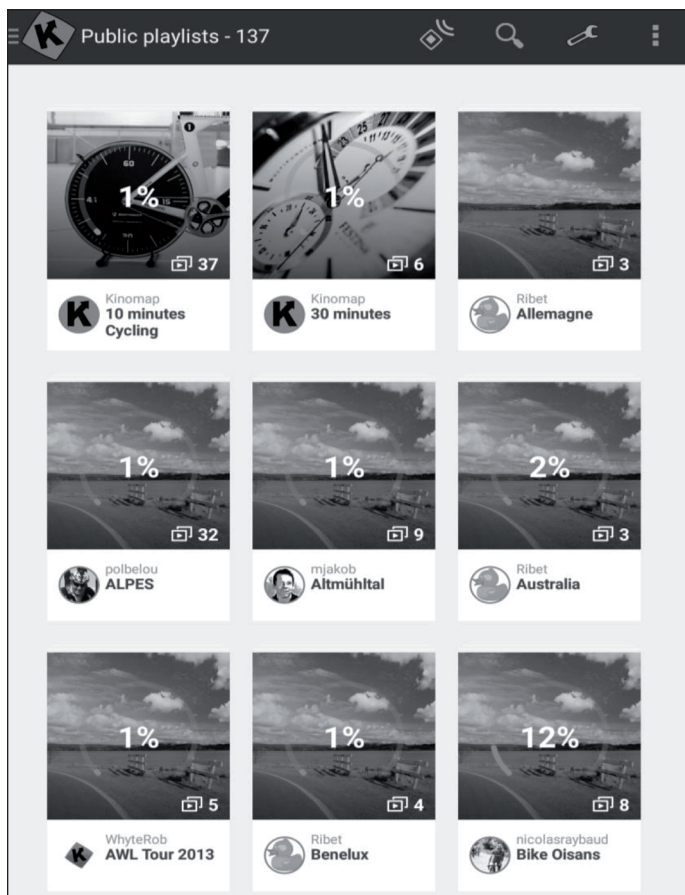 Public playlists - 137
1%
37
Kinomap
10 minutes
Cycling
1%
6
Kinomap
30 minutes
3
Ribet
Allemagne
1%
32
polbelou
ALPES
1%
9
mjakob
Altmühltal
2%
3
Ribet
Australia
1%
5
WhyteRob
AWL Tour 2013
1%
4
Ribet
Benelux
12%
8
nicolasraybaud
Bike Oisans